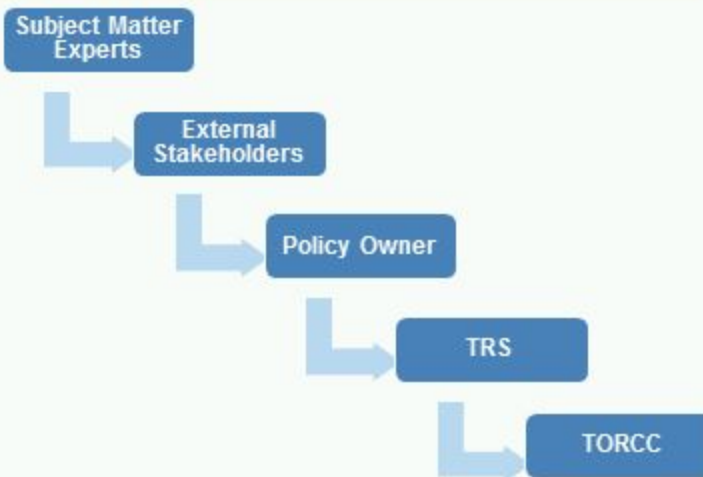 Subject Matter
Experts
External
Stakeholders
Policy Owner
TRS
TORCC